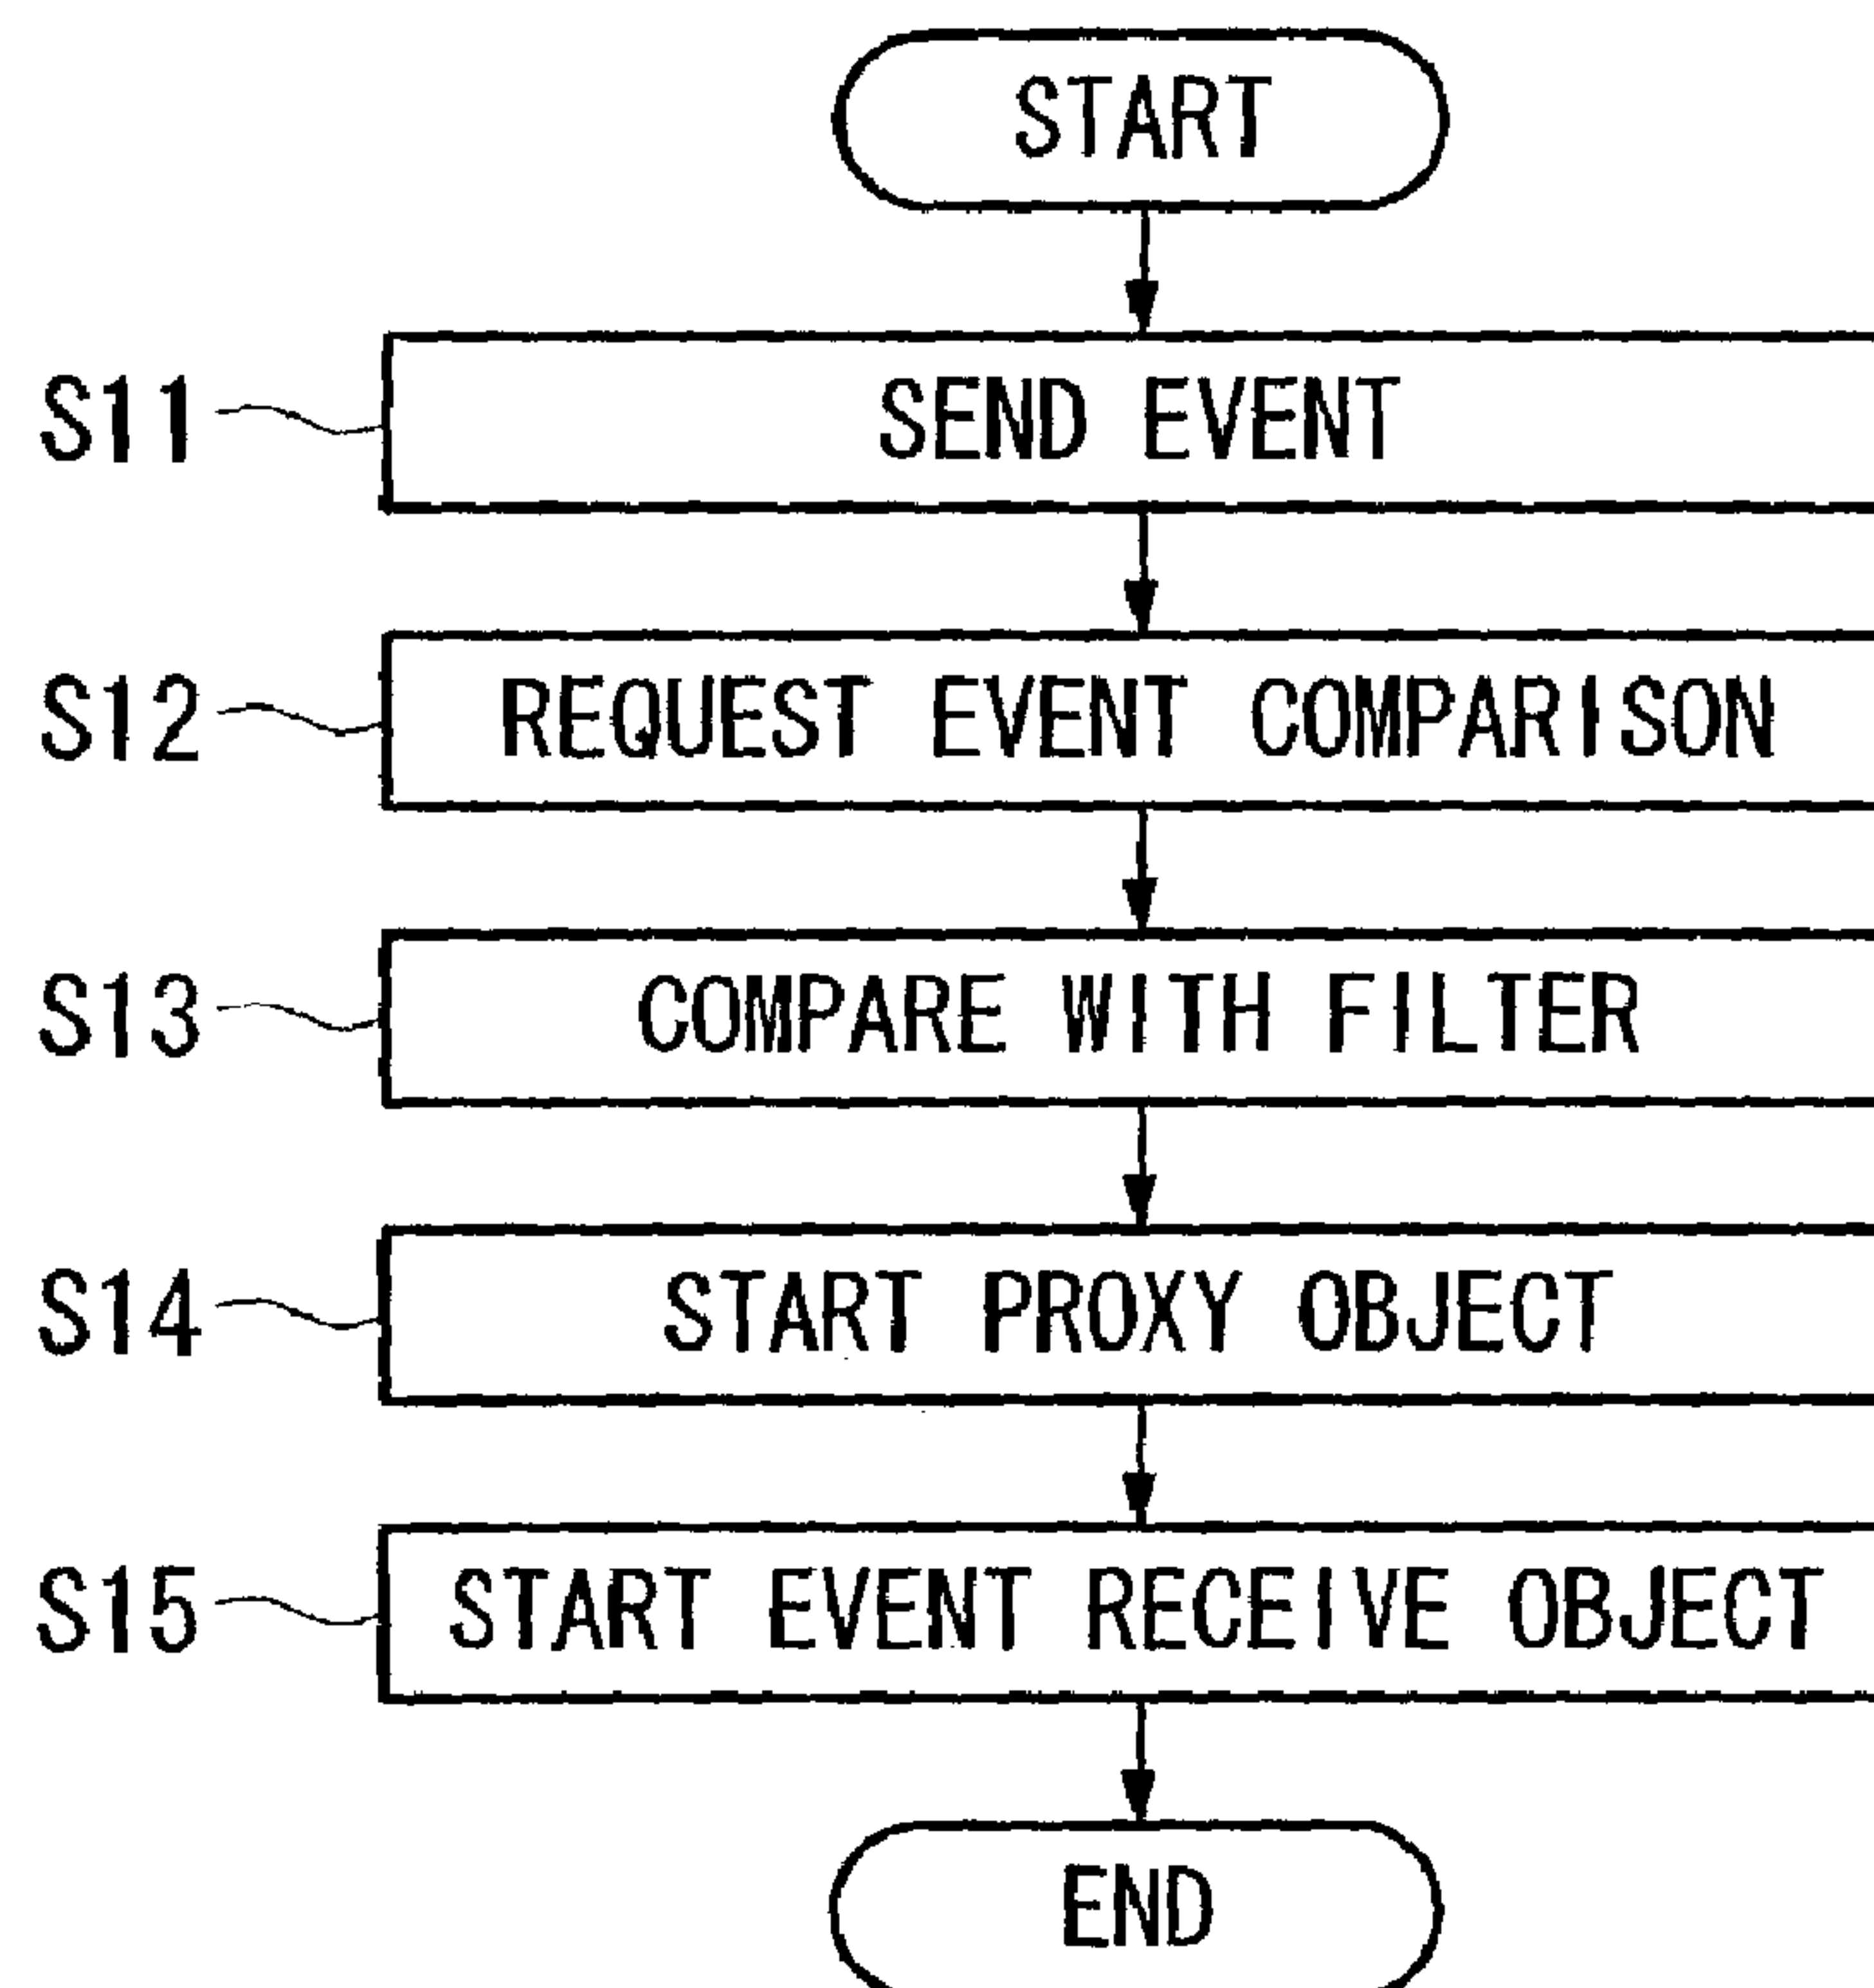 START
S11 SEND EVENT
S12 REQUEST EVENT COMPARISON
S13 COMPARE WITH FILTER
S14 START PROXY OBJECT
S15 START EVENT RECEIVE OBJECT
END